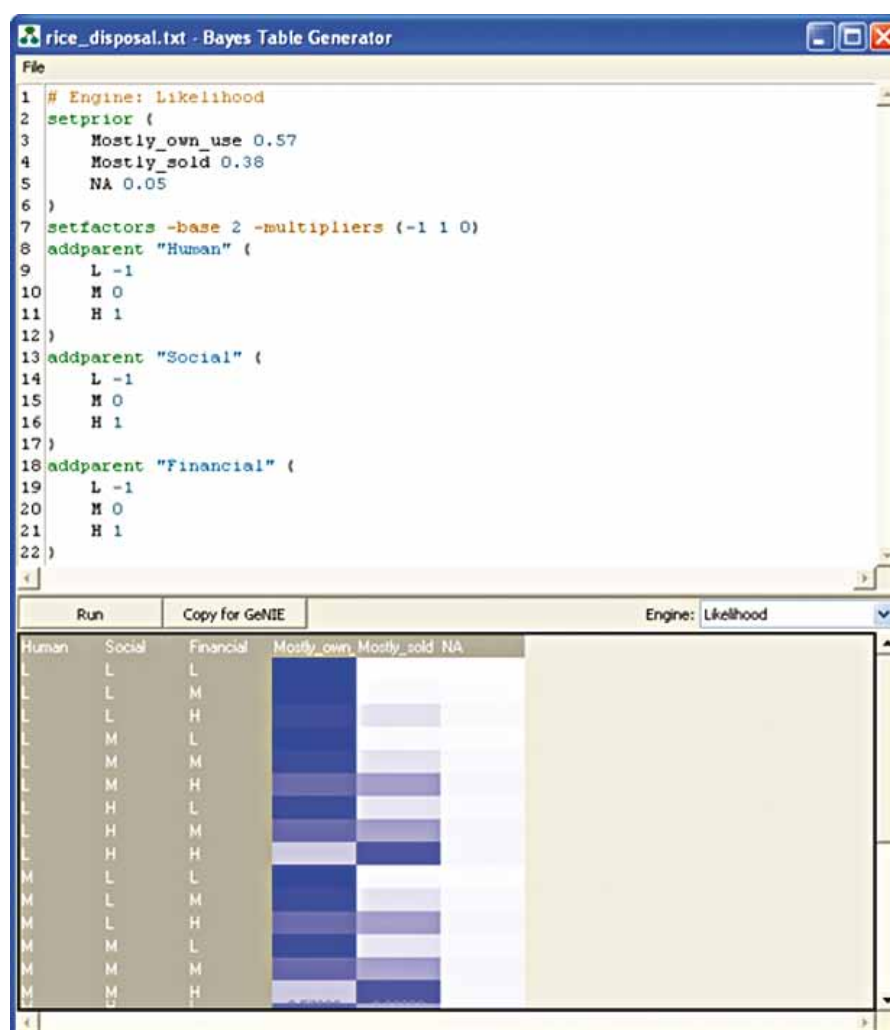 rice_disposal.txt - Bayes Table Generator
File
1 # Engine: Likelihood
2 setprior (
3 Mostly_own_use 0.57
4 Mostly_sold 0.38
5 NA 0.05
6 )
7 setfactors -base 2 -multipliers (-1 1 0)
8 addparent "Human" (
9 L -1
10 M 0
11 H 1
12 )
13 addparent "Social" (
14 L -1
15 M 0
16 H 1
17 )
18 addparent "Financial" (
19 L -1
20 M 0
21 H 1
22 )
Run Copy for GeNIE Engine: Likelihood
Human Social Financial Mostly_own_ Mostly_sold NA
L L L
L L M
L L H
L M L
L M M
L M H
L H L
L H M
L H H
M L L
M L M
M L H
M M L
M M M
M M H